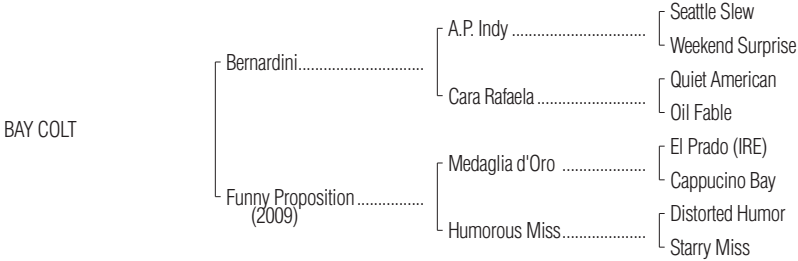 Seattle Slew
A.P. Indy ................................
Weekend Surprise
Bernardini..............................
Quiet American
Cara Rafaela ..........................
Oil Fable
BAY COLT
El Prado (IRE)
Medaglia d'Oro ....................
Cappucino Bay
Funny Proposition ................
(2009)
Distorted Humor
Humorous Miss....................
Starry Miss